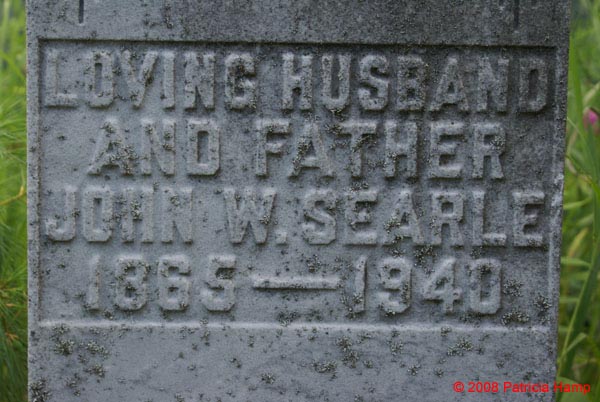 LOVING HUSBAND
AND FATHER
JOHN W. SEARLE
1865—1940
© 2008 Patricia Hamp